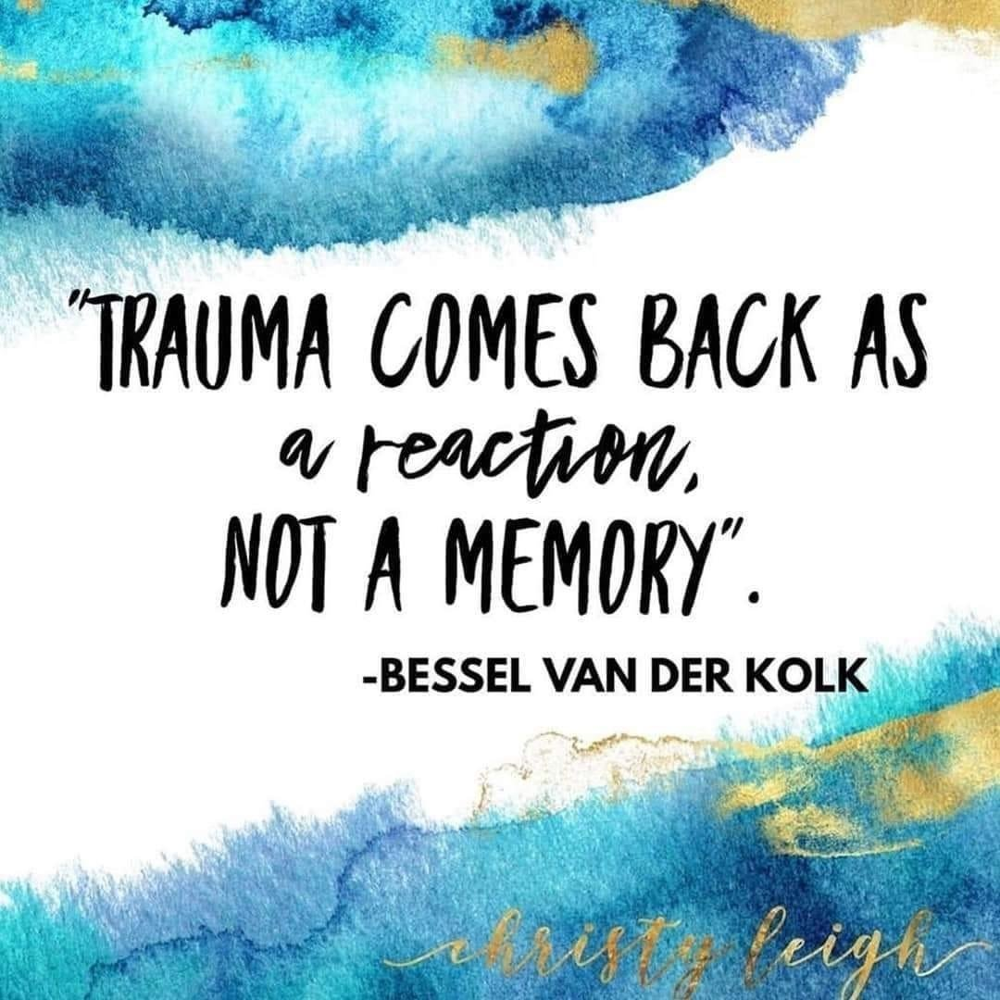 "TRAUMA COMES BACK AS
a reaction,
NOT A MEMORY".
-BESSEL VAN DER KOLK
christy leigh